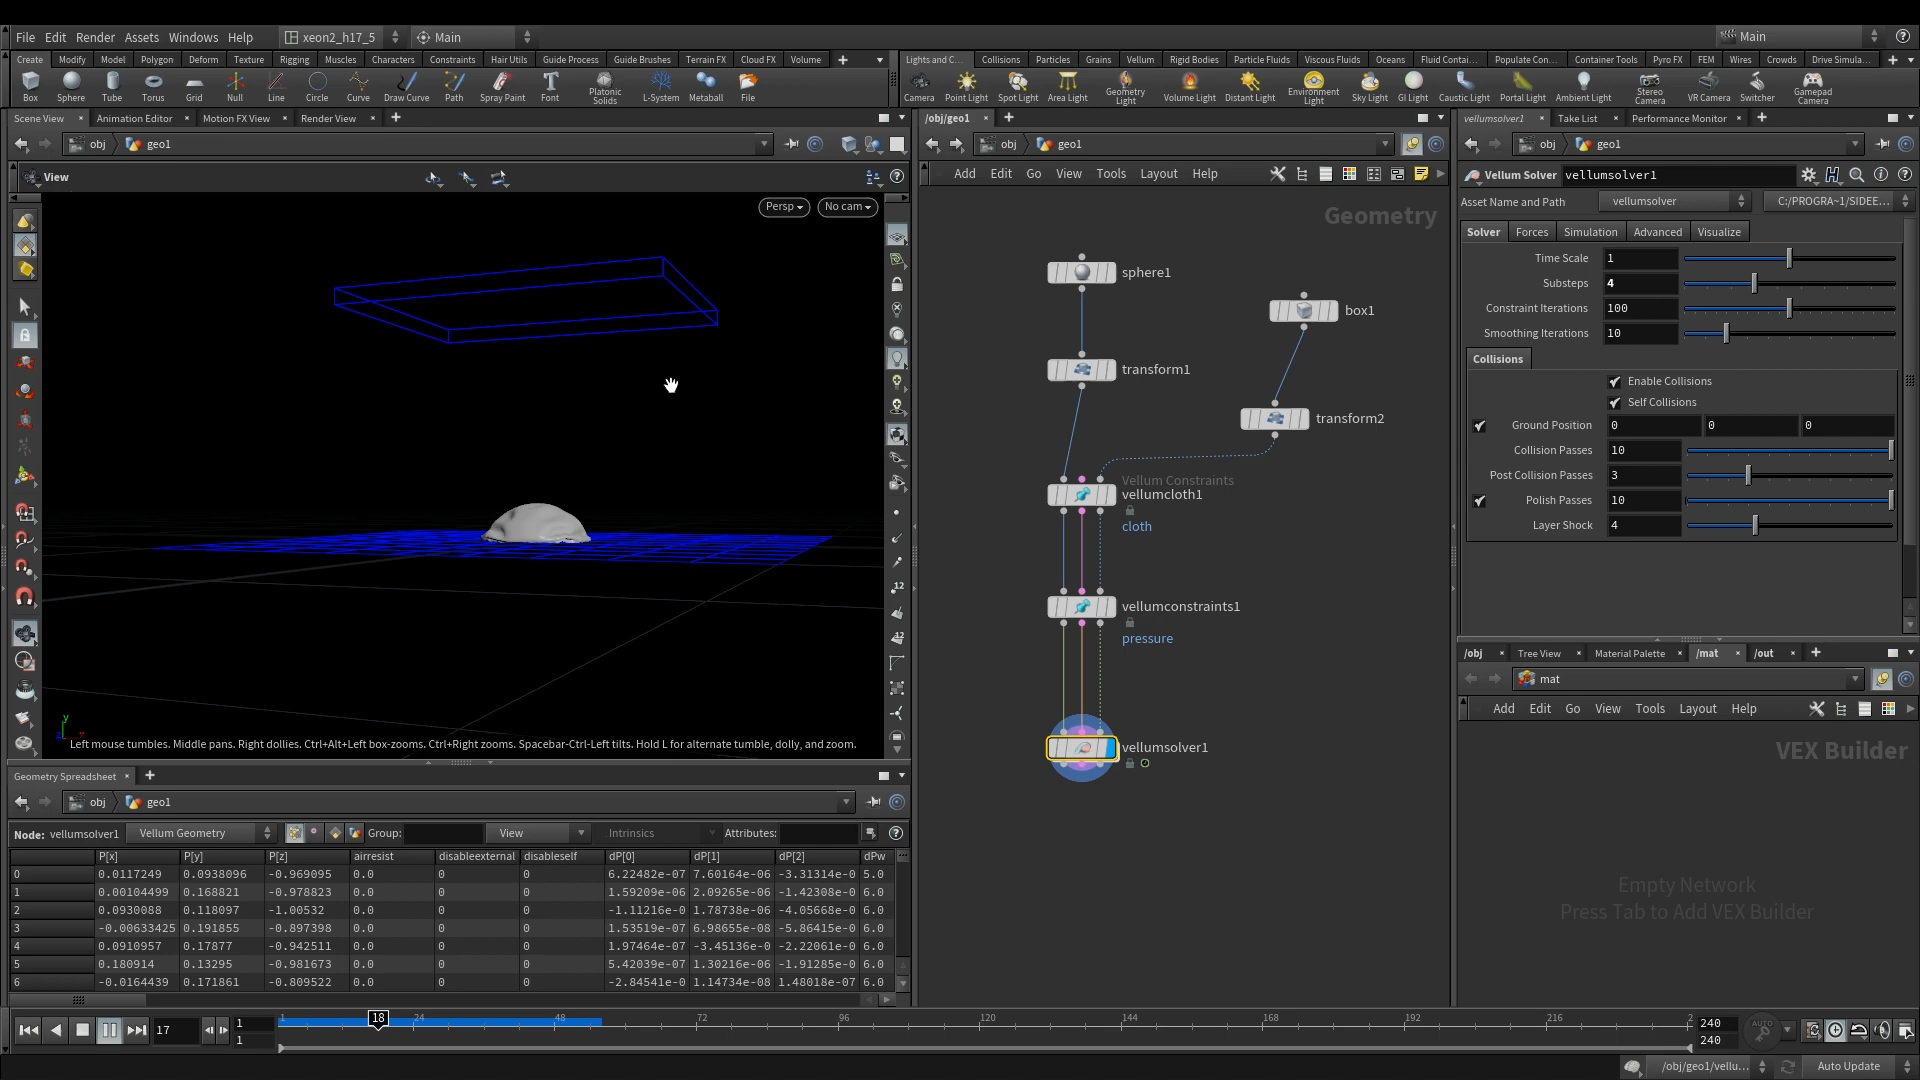 File Edit Render Assets Windows Help xeon2_h17_5 Main Main
Create Modify Model Polygon Deform Texture Rigging Muscles Characters Constraints Hair Utils Guide Process Guide Brushes Terrain FX Cloud FX Volume
Lights and C... Collisions Particles Grains Vellum Rigid Bodies Particle Fluids Viscous Fluids Oceans Fluid Contai... Populate Con... Container Tools Pyro FX FEM Wires Crowds Drive Simula...
Box Sphere Tube Torus Grid Null Line Circle Curve Draw Curve Path Spray Paint Font Platonic Solids L-System Metaball File
Camera Point Light Spot Light Area Light Geometry Light Volume Light Distant Light Environment Light Sky Light GI Light Caustic Light Portal Light Ambient Light Stereo Camera VR Camera Switcher Gamepad Camera
Scene View Animation Editor Motion FX View Render View
obj geo1
View
Persp No cam
Left mouse tumbles. Middle pans. Right dollies. Ctrl+Alt+Left box-zooms. Ctrl+Right zooms. Spacebar-Ctrl-Left tilts. Hold L for alternate tumble, dolly, and zoom.
/obj/geo1
obj geo1
Add Edit Go View Tools Layout Help
Geometry
sphere1
box1
transform1
transform2
Vellum Constraints
vellumcloth1
cloth
vellumconstraints1
pressure
vellumsolver1
vellumsolver1 Take List Performance Monitor
obj geo1
Vellum Solver vellumsolver1
Asset Name and Path vellumsolver C:/PROGRA~1/SIDEE...
Solver Forces Simulation Advanced Visualize
Time Scale 1
Substeps 4
Constraint Iterations 100
Smoothing Iterations 10
Collisions
Enable Collisions
Self Collisions
Ground Position 0 0 0
Collision Passes 10
Post Collision Passes 3
Polish Passes 10
Layer Shock 4
/obj Tree View Material Palette /mat /out
mat
Add Edit Go View Tools Layout Help
VEX Builder
Empty Network
Press Tab to Add VEX Builder
Geometry Spreadsheet
obj geo1
Node: vellumsolver1 Vellum Geometry Group: View Intrinsics Attributes:
P[x] P[y] P[z] airresist disableexternal disableself dP[0] dP[1] dP[2] dPw
0 0.0117249 0.0938096 -0.969095 0.0 0 0 6.22482e-07 7.60164e-06 -3.31314e-0 5.0
1 0.00104499 0.168821 -0.978823 0.0 0 0 1.59209e-06 2.09265e-06 -1.42308e-0 6.0
2 0.0930088 0.118097 -1.00532 0.0 0 0 -1.11216e-0 1.78738e-06 -4.05668e-0 6.0
3 -0.00633425 0.191855 -0.897398 0.0 0 0 1.53519e-07 6.98655e-08 -5.86415e-0 6.0
4 0.0910957 0.17877 -0.942511 0.0 0 0 1.97464e-07 -3.45136e-0 -2.22061e-0 6.0
5 0.180914 0.13295 -0.981673 0.0 0 0 5.42039e-07 1.30216e-06 -1.91285e-0 6.0
6 -0.0164439 0.171861 -0.809522 0.0 0 0 -2.84541e-0 1.14734e-08 1.48018e-07 6.0
17 1 1 1 18 24 48 72 96 120 144 168 192 216 2 240 240 AUTO
/obj/geo1/vellu... Auto Update